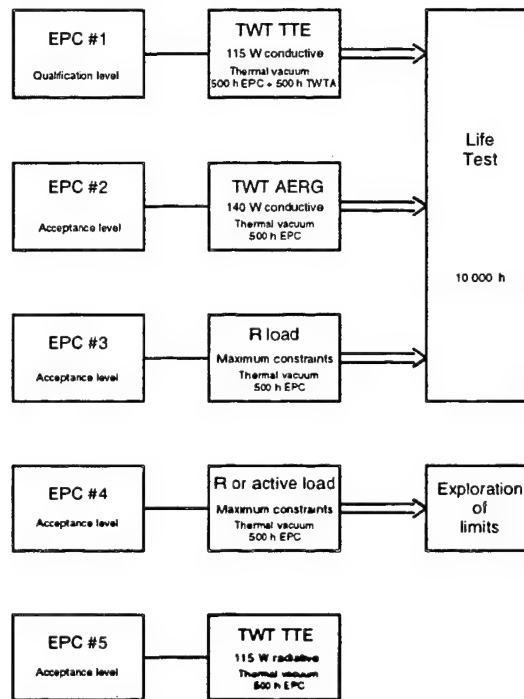 EPC #1
Qualification level
TWT TTE
115 W conductive
Thermal vacuum
(500 h EPC + 500 h TWTA)
Life
Test
10 000 h
EPC #2
Acceptance level
TWT AERG
140 W conductive
Thermal vacuum
500 h EPC
EPC #3
Acceptance level
R load
Maximum constraints
Thermal vacuum
500 h EPC
EPC #4
Acceptance level
R or active load
Maximum constraints
Thermal vacuum
500 h EPC
Exploration
of
limits
EPC #5
Acceptance level
TWT TTE
115 W radiative
Thermal vacuum
500 h EPC